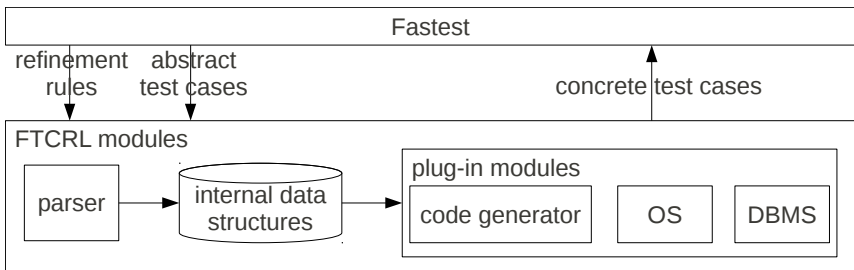 Fastest
refinement
rules
abstract
test cases
concrete test cases
FTCRL modules
parser
internal data
structures
plug-in modules
code generator
OS
DBMS